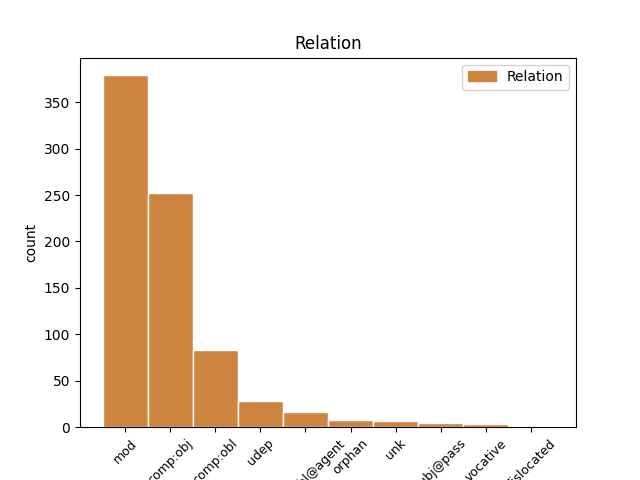 Relation
Relation
count
350
300
250
200
150
100
50
0
mod
comp:obj
comp:obl
udep
orphan
unk
vocative